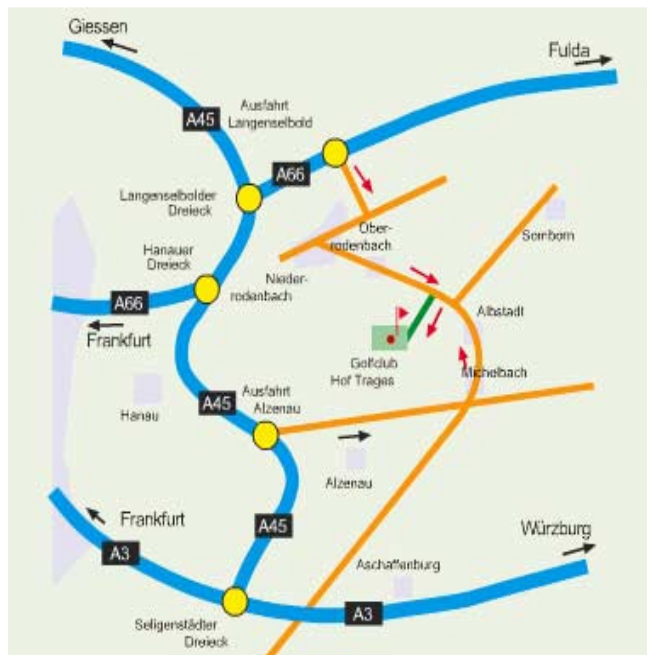 Giessen
Fulda
Ausfahrt
Langenselbold
A45
A66
Langenselbolder
Dreieck
Ober-
rodenbach
Somborn
Hanauer
Dreieck
Nieder-
rodenbach
A66
Frankfurt
Albstadt
Golfclub
Hof Trages
Michelbach
Hanau
A45
Ausfahrt
Alzenau
Alzenau
Frankfurt
A45
Würzburg
A3
Aschaffenburg
A3
Seligenstädter
Dreieck